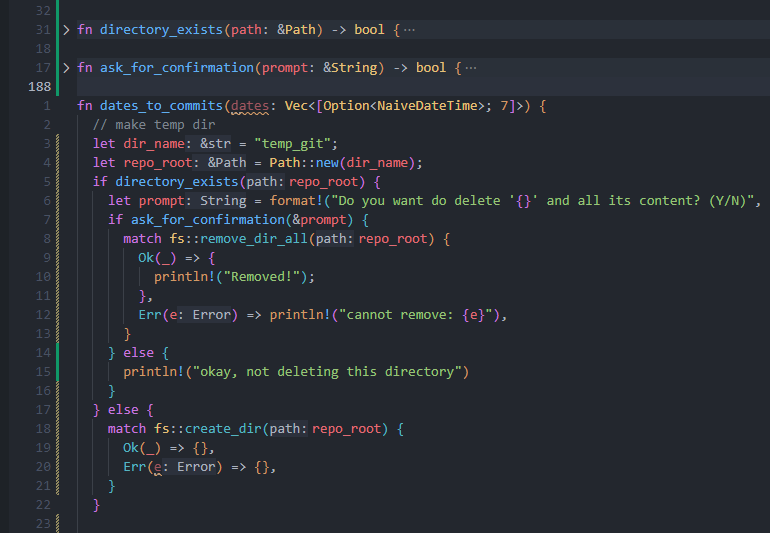 32
31 > fn directory_exists(path: &Path) -> bool { ⋯
18
17 > fn ask_for_confirmation(prompt: &String) -> bool { ⋯
188
1 fn dates_to_commits(dates: Vec<[Option<NaiveDateTime>; 7]>) {
2 // make temp dir
3 let dir_name: &str = "temp_git";
4 let repo_root: &Path = Path::new(dir_name);
5 if directory_exists(path: repo_root) {
6 let prompt: String = format!("Do you want do delete '{}' and all its content? (Y/N)",
7 if ask_for_confirmation(&prompt) {
8 match fs::remove_dir_all(path: repo_root) {
9 Ok(_) => {
10 println!("Removed!");
11 },
12 Err(e: Error) => println!("cannot remove: {e}"),
13 }
14 } else {
15 println!("okay, not deleting this directory")
16 }
17 } else {
18 match fs::create_dir(path: repo_root) {
19 Ok(_) => {},
20 Err(e: Error) => {},
21 }
22 }
23